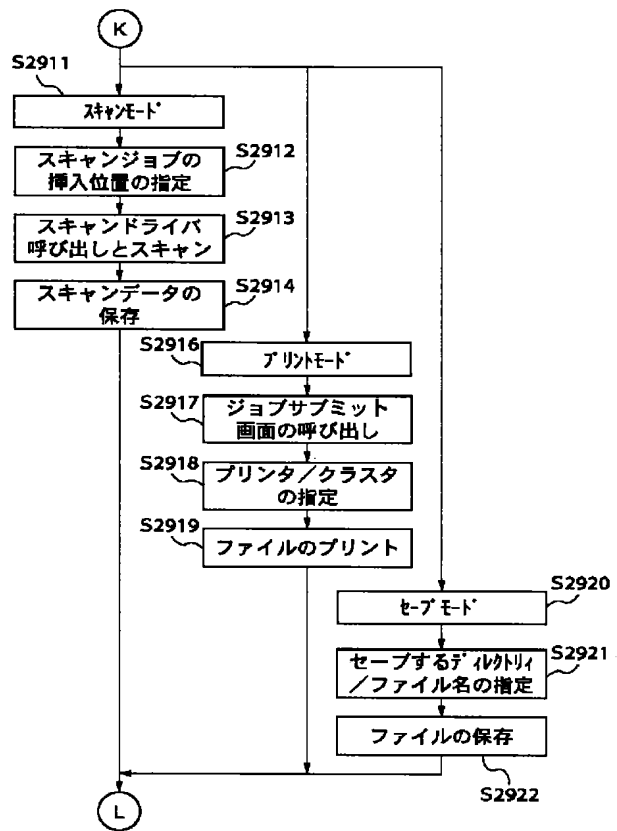 K
S2911
ｽｷｬﾝﾓｰﾄﾞ
S2912
スキャンジョブの
挿入位置の指定
S2913
スキャンドライバ
呼び出しとスキャン
S2914
スキャンデータの
保存
S2916
ﾌﾟﾘﾝﾄﾓｰﾄﾞ
S2917
ジョブサブミット
画面の呼び出し
S2918
プリンタ／クラスタ
の指定
S2919
ファイルのプリント
S2920
ｾｰﾌﾞﾓｰﾄﾞ
S2921
セーブするﾃﾞｨﾚｸﾄﾘｨ
／ファイル名の指定
ファイルの保存
S2922
L